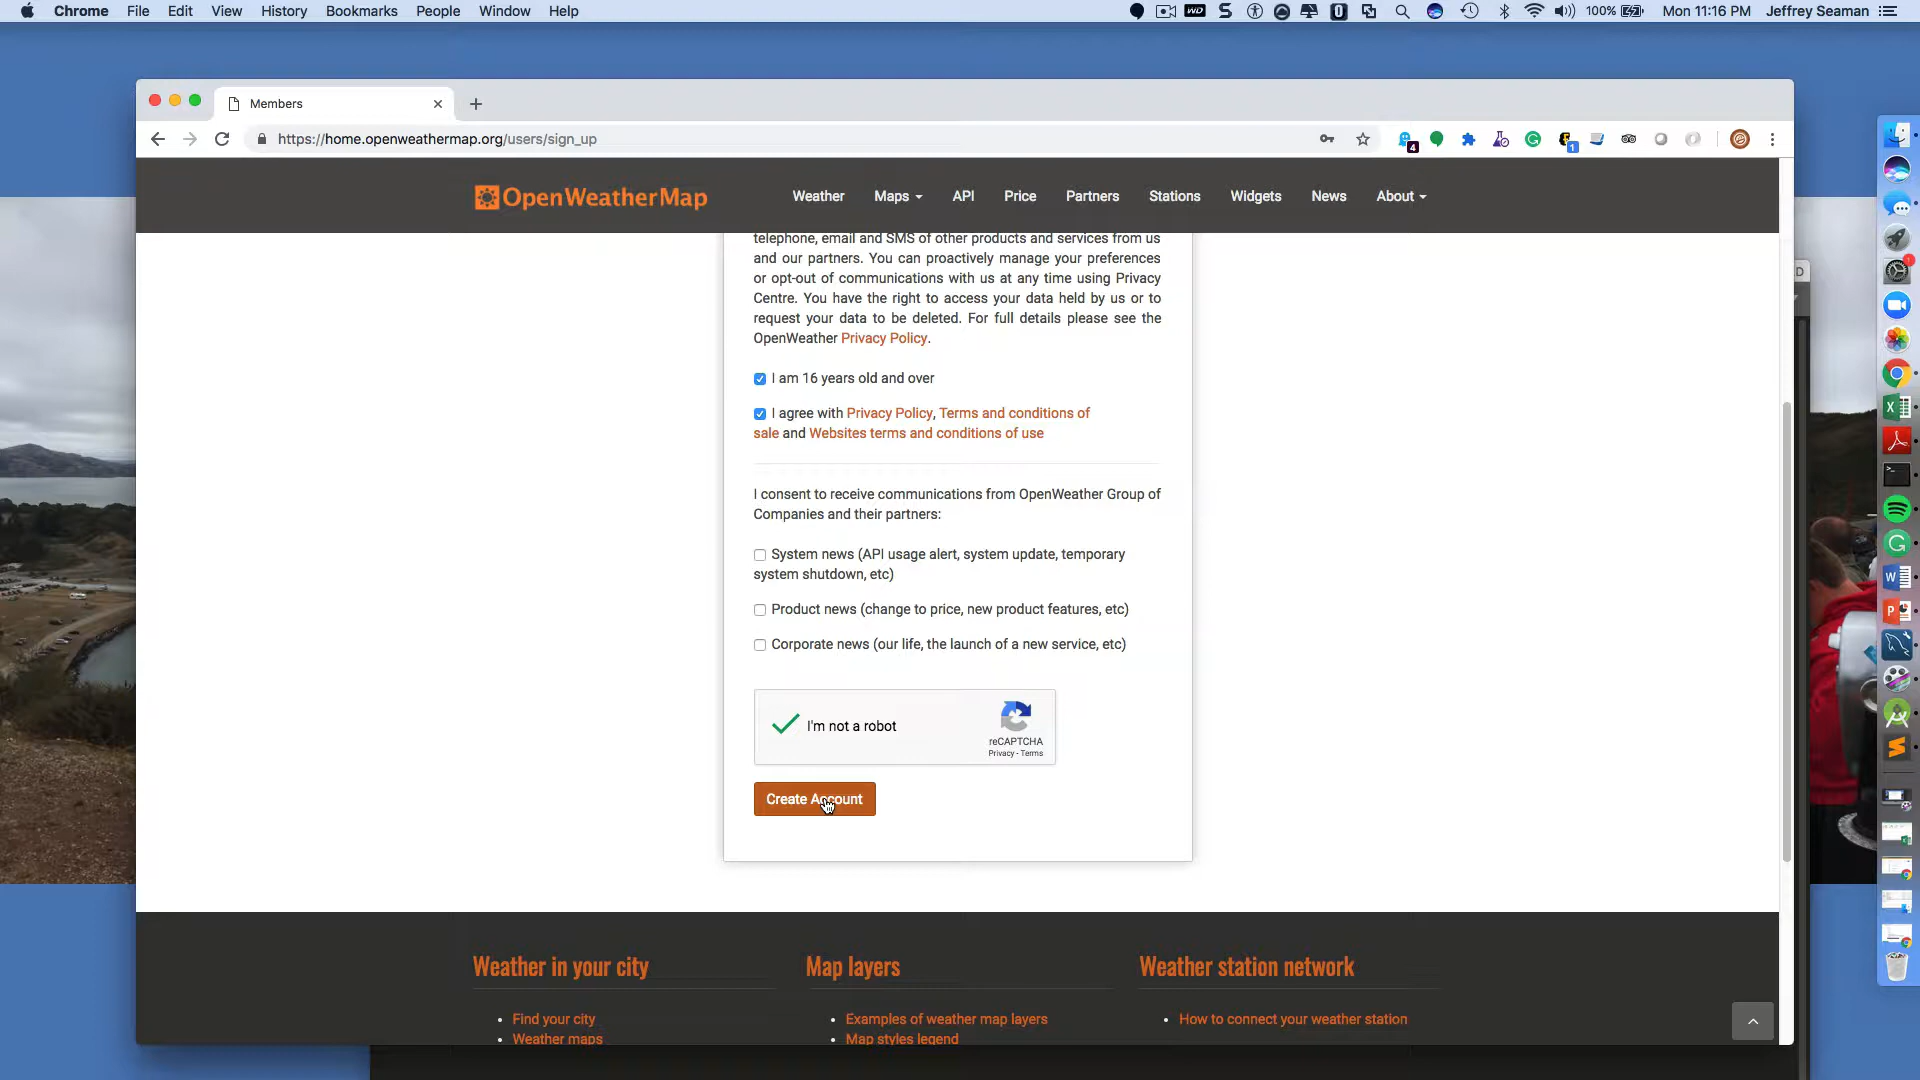 Chrome File Edit View History Bookmarks People Window Help
WD
100%
Mon 11:16 PM
Jeffrey Seaman
Members
https://home.openweathermap.org/users/sign_up
4
1
OpenWeatherMap
Weather Maps API Price Partners Stations Widgets News About
telephone, email and SMS of other products and services from us
and our partners. You can proactively manage your preferences
or opt-out of communications with us at any time using Privacy
Centre. You have the right to access your data held by us or to
request your data to be deleted. For full details please see the
OpenWeather Privacy Policy.
I am 16 years old and over
I agree with Privacy Policy, Terms and conditions of
sale and Websites terms and conditions of use
I consent to receive communications from OpenWeather Group of
Companies and their partners:
System news (API usage alert, system update, temporary
system shutdown, etc)
Product news (change to price, new product features, etc)
Corporate news (our life, the launch of a new service, etc)
I'm not a robot
reCAPTCHA
Privacy - Terms
Create Account
Weather in your city
Map layers
Weather station network
Find your city
Examples of weather map layers
How to connect your weather station
Weather maps
Map styles legend